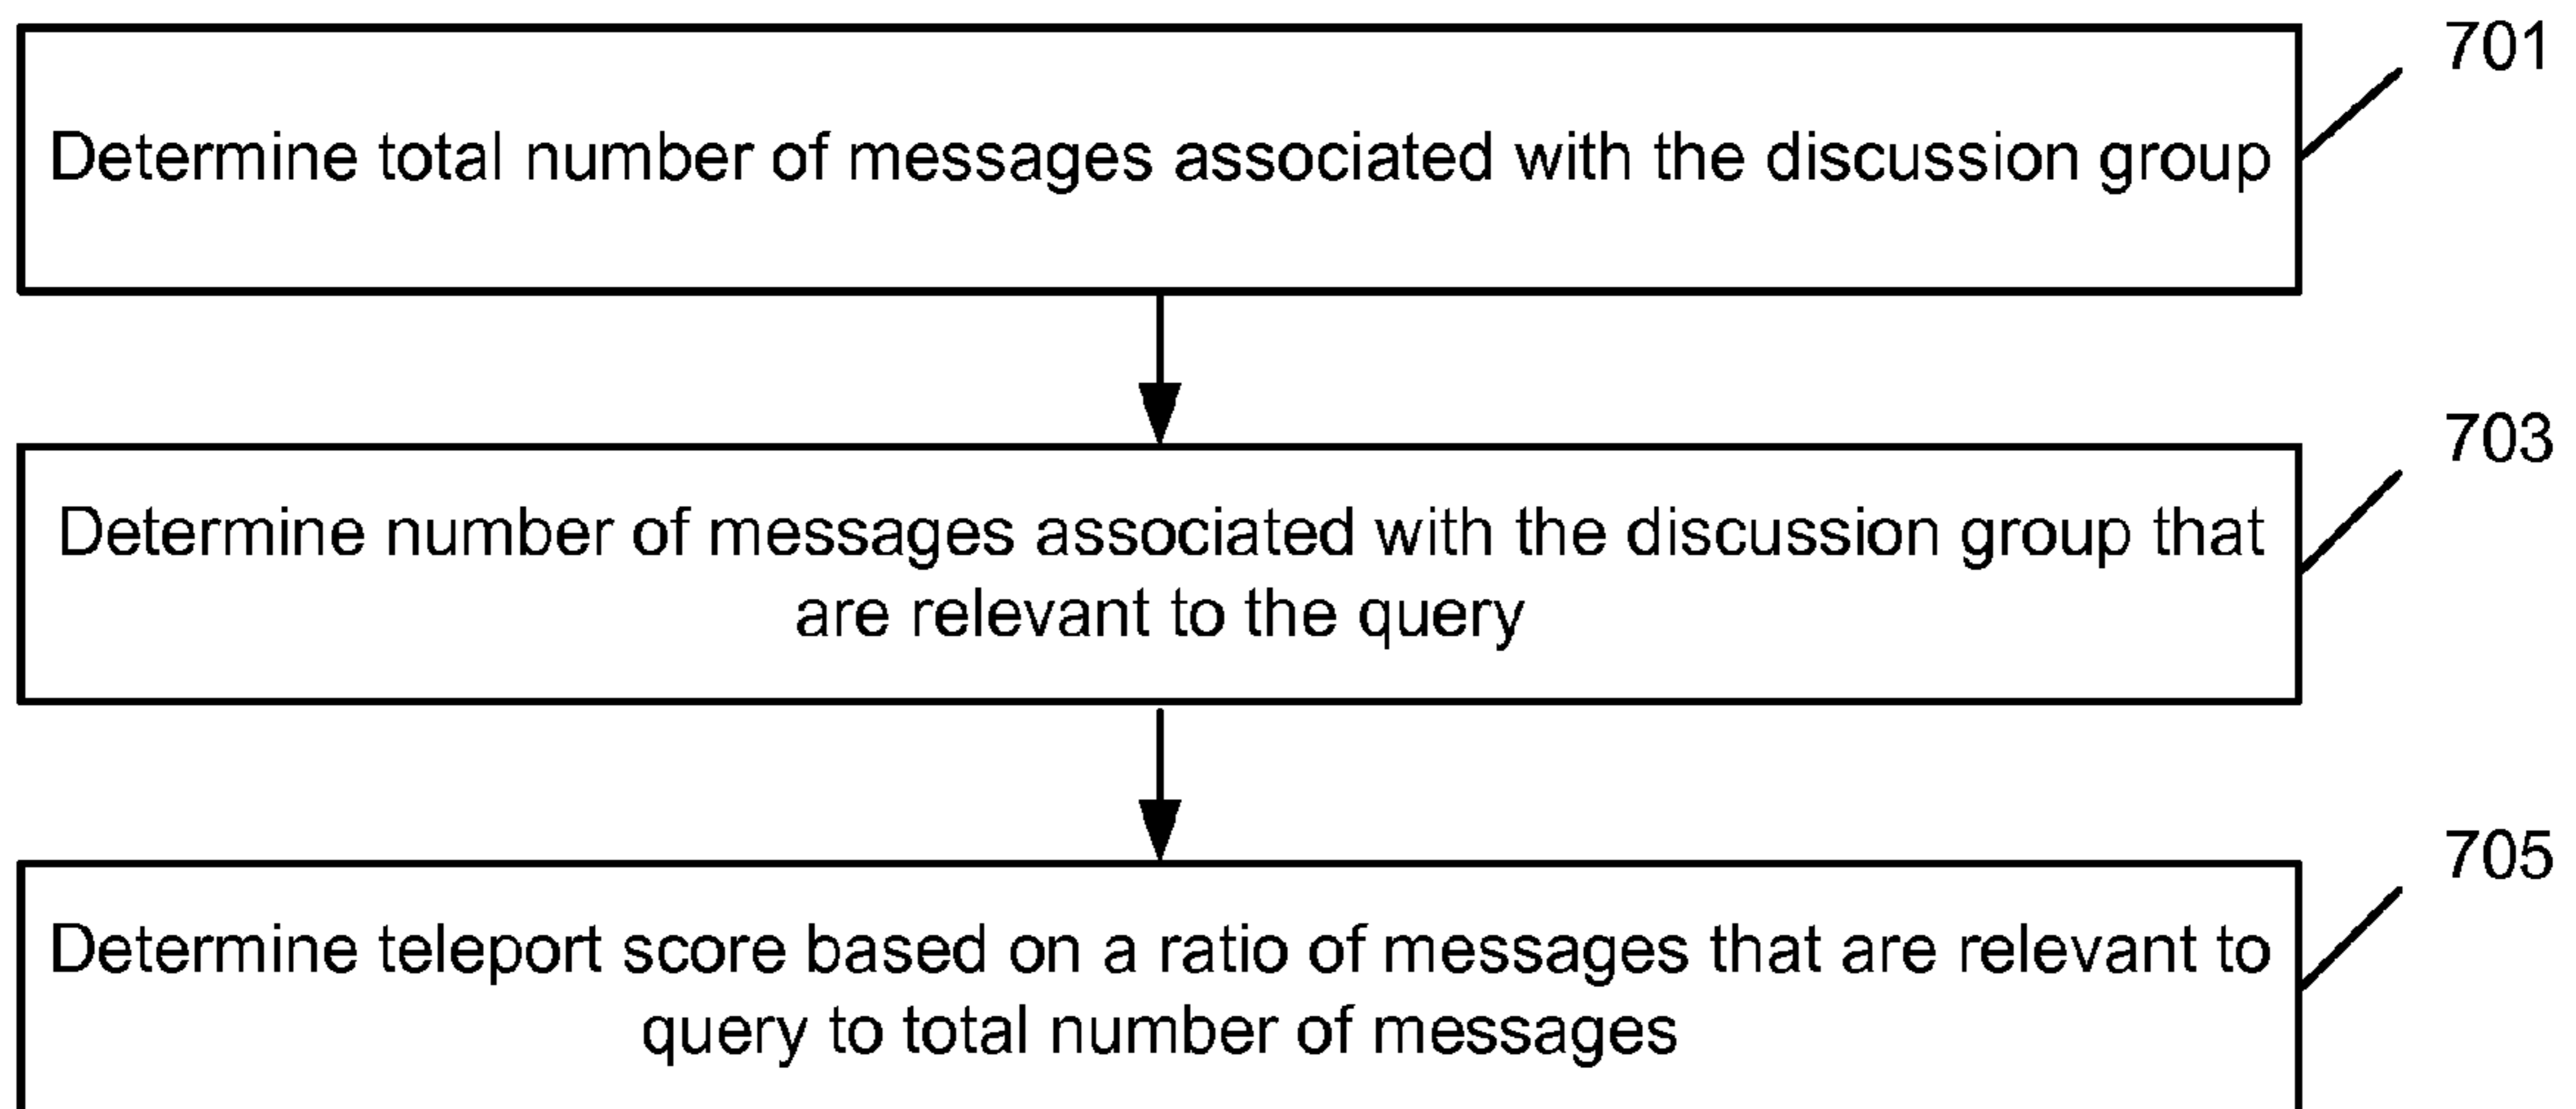 701
Determine total number of messages associated with the discussion group
703
Determine number of messages associated with the discussion group that
are relevant to the query
705
Determine teleport score based on a ratio of messages that are relevant to
query to total number of messages